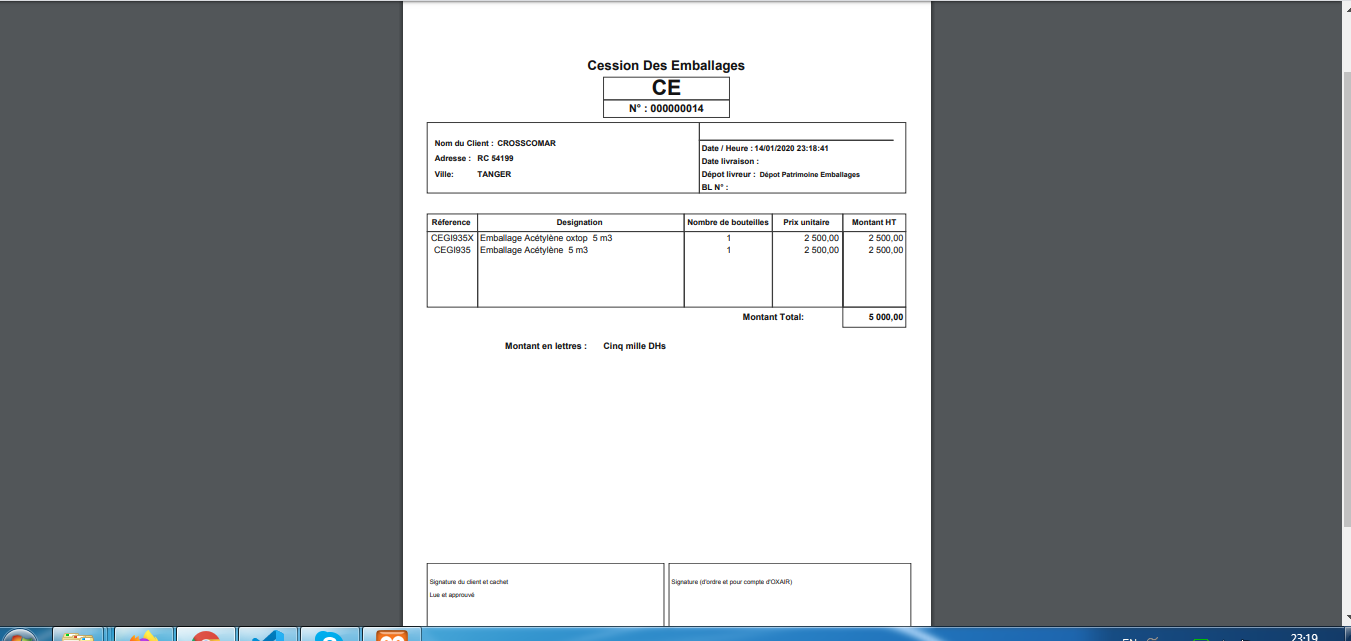 Cession Des Emballages
CE
N° : 000000014
Nom du Client : CROSSCOMAR
Adresse : RC 54199
Ville: TANGER
Date / Heure : 14/01/2020 23:18:41
Date livraison :
Dépot livreur : Dépot Patrimoine Emballages
BL N° :
Réference Designation Nombre de bouteilles Prix unitaire Montant HT
CEGI935X Emballage Acétylène oxtop 5 m3 1 2 500,00 2 500,00
CEGI935 Emballage Acétylène 5 m3 1 2 500,00 2 500,00
Montant Total: 5 000,00
Montant en lettres : Cinq mille DHs
Signature du client et cachet
Lue et approuvé
Signature (d'ordre et pour compte d'OXAIR)
EN
23:19